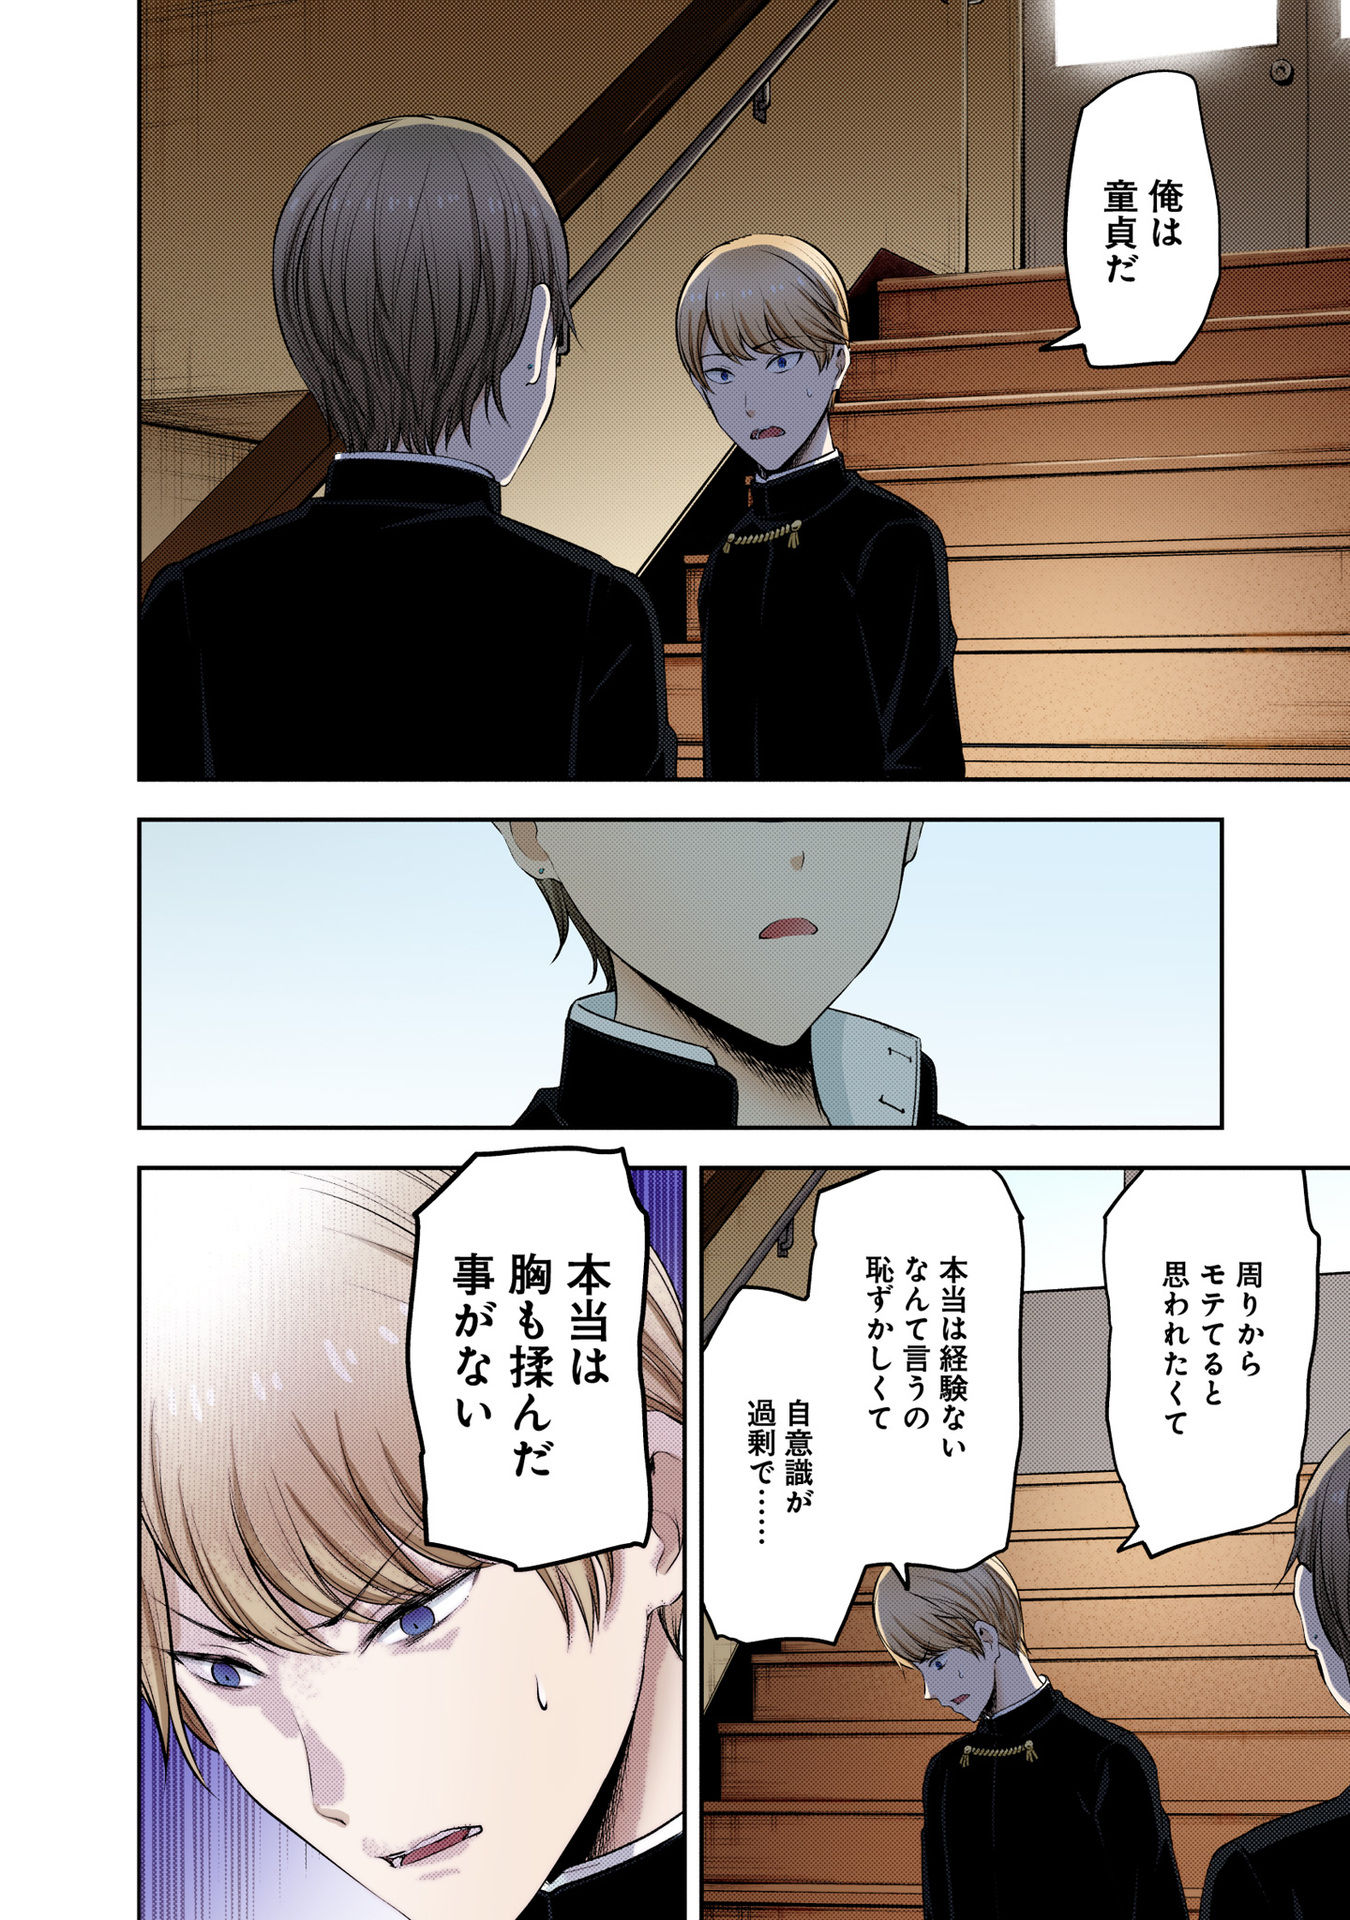 俺は
童貞だ
周りから
モテてると
思われたくて
本当は経験ない
なんて言うの
恥ずかしくて
自意識が
過剰で……
本当は
胸も揉んだ
事がない